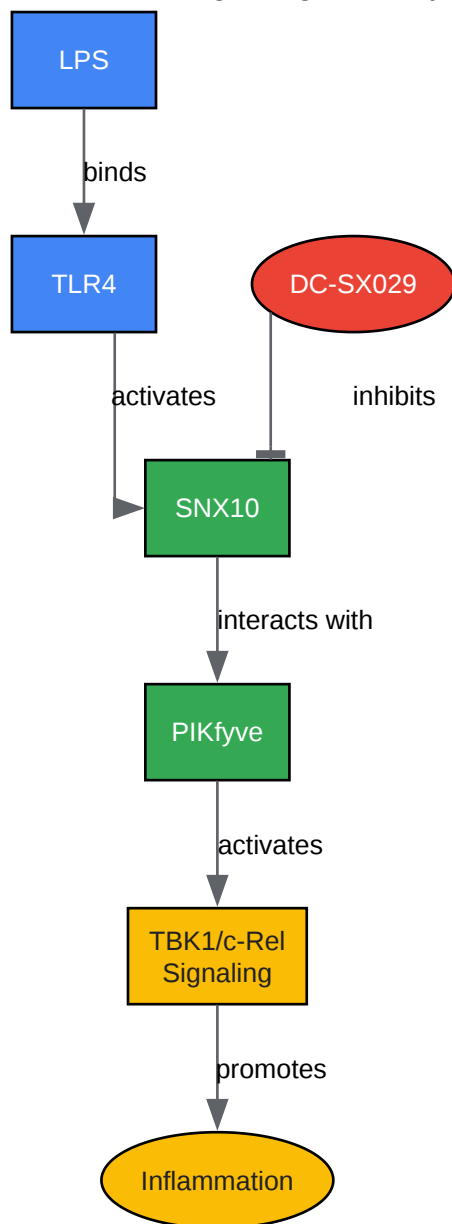 LPS
binds
TLR4
DC-SX029
activates
inhibits
SNX10
interacts with
PIKfyve
activates
TBK1/c-Rel
Signaling
promotes
Inflammation